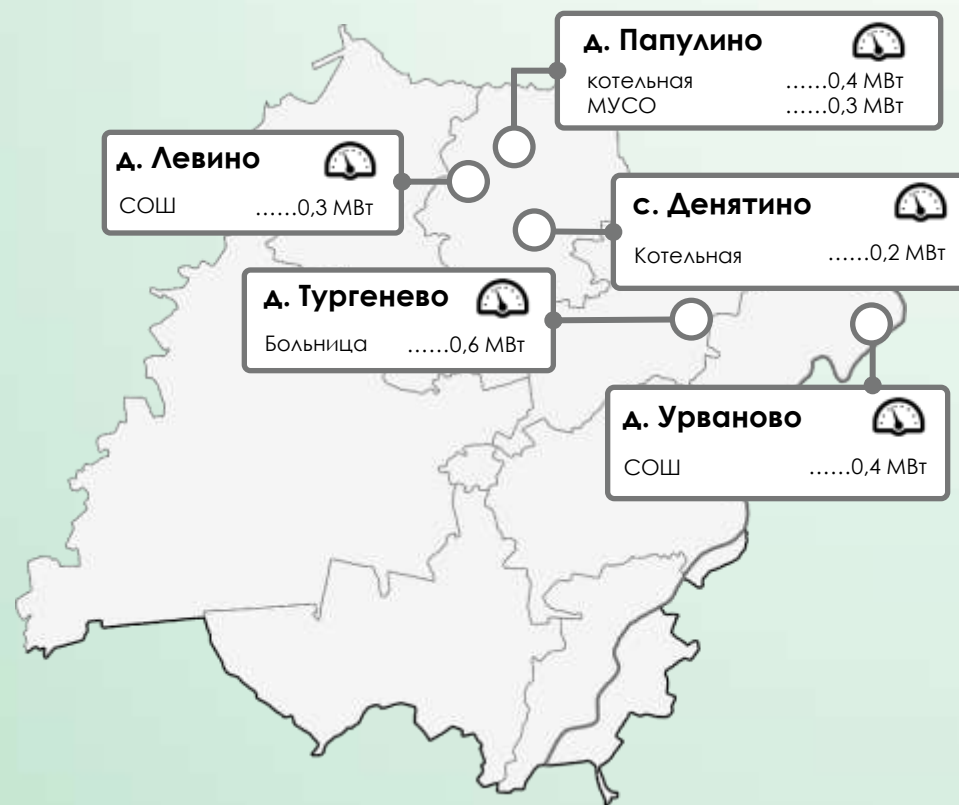 д. Папулино
котельная ......0,4 МВт
МУСО ......0,3 МВт
д. Левино
СОШ ......0,3 МВт
с. Денятино
Котельная ......0,2 МВт
д. Тургенево
Больница ......0,6 МВт
д. Урваново
СОШ ......0,4 МВт